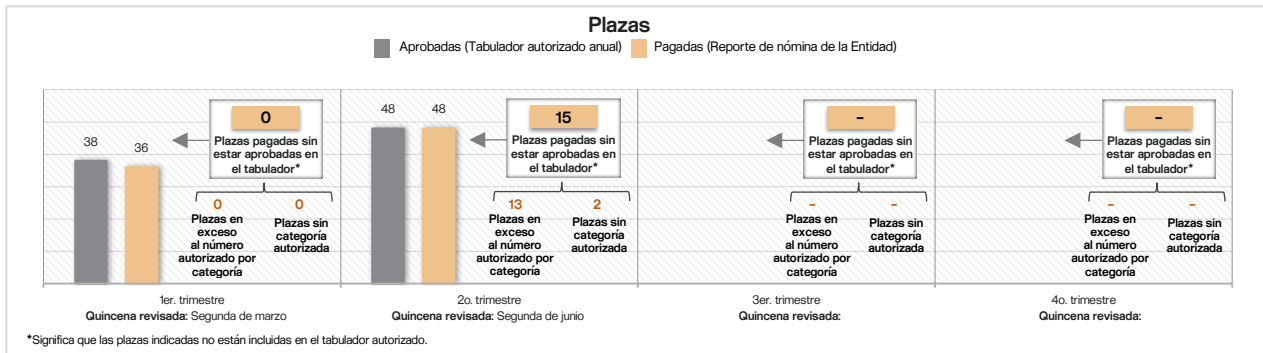 Plazas
Aprobadas (Tabulador autorizado anual)
Pagadas (Reporte de nómina de la Entidad)
38
36
0
Plazas pagadas sin
estar aprobadas en
el tabulador*
0
0
Plazas en
exceso
al número
autorizado por
categoría
Plazas sin
categoría
autorizada
1er. trimestre
Quincena revisada: Segunda de marzo
48
48
15
Plazas pagadas sin
estar aprobadas en
el tabulador*
13
2
Plazas en
exceso
al número
autorizado por
categoría
Plazas sin
categoría
autorizada
2o. trimestre
Quincena revisada: Segunda de junio
-
Plazas pagadas sin
estar aprobadas en
el tabulador*
-
-
Plazas en
exceso
al número
autorizado por
categoría
Plazas sin
categoría
autorizada
3er. trimestre
Quincena revisada:
-
Plazas pagadas sin
estar aprobadas en
el tabulador*
-
-
Plazas en
exceso
al número
autorizado por
categoría
Plazas sin
categoría
autorizada
4o. trimestre
Quincena revisada:
*Significa que las plazas indicadas no están incluidas en el tabulador autorizado.